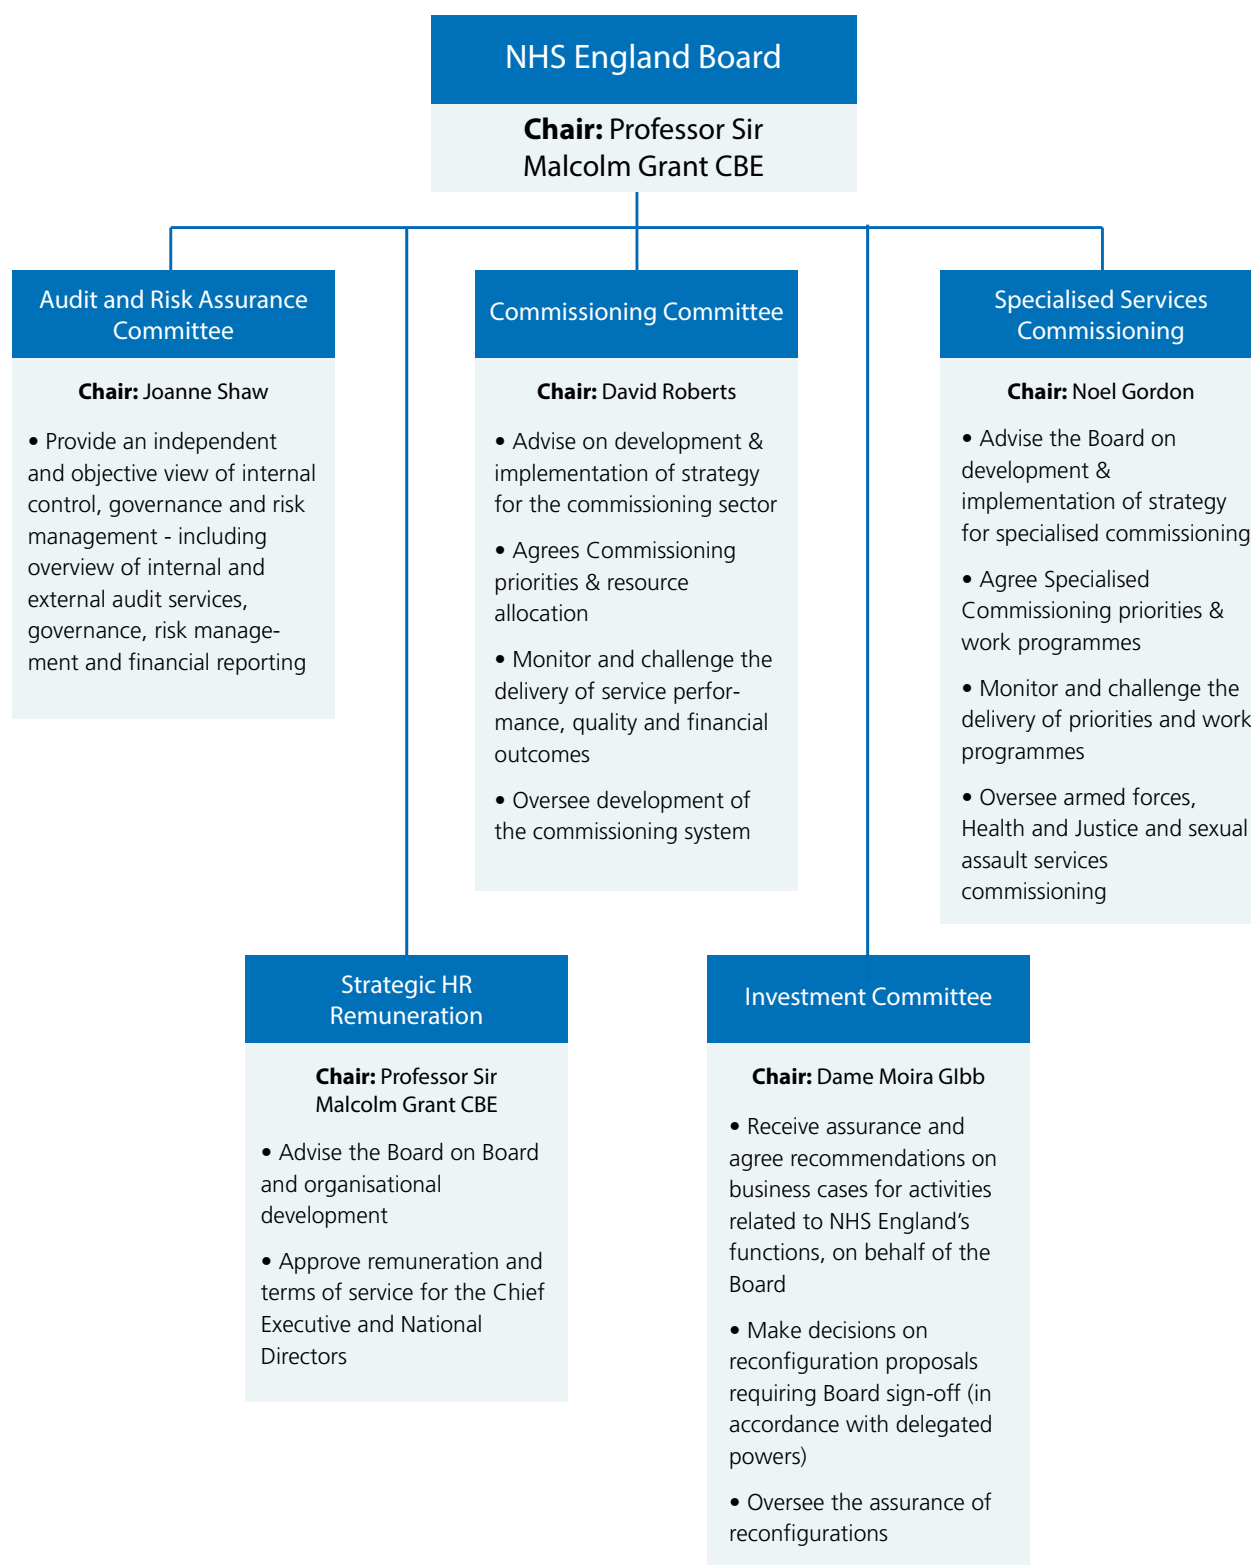 NHS England Board
Chair: Professor Sir
Malcolm Grant CBE
Audit and Risk Assurance
Committee
Chair: Joanne Shaw
• Provide an independent
and objective view of internal
control, governance and risk
management - including
overview of internal and
external audit services,
governance, risk manage-
ment and financial reporting
Commissioning Committee
Chair: David Roberts
• Advise on development &
implementation of strategy
for the commissioning sector
• Agrees Commissioning
priorities & resource
allocation
• Monitor and challenge the
delivery of service perfor-
mance, quality and financial
outcomes
• Oversee development of
the commissioning system
Specialised Services
Commissioning
Chair: Noel Gordon
• Advise the Board on
development &
implementation of strategy
for specialised commissioning
• Agree Specialised
Commissioning priorities &
work programmes
• Monitor and challenge the
delivery of priorities and work
programmes
• Oversee armed forces,
Health and Justice and sexual
assault services
commissioning
Strategic HR
Remuneration
Chair: Professor Sir
Malcolm Grant CBE
• Advise the Board on Board
and organisational
development
• Approve remuneration and
terms of service for the Chief
Executive and National
Directors
Investment Committee
Chair: Dame Moira GIbb
• Receive assurance and
agree recommendations on
business cases for activities
related to NHS England’s
functions, on behalf of the
Board
• Make decisions on
reconfiguration proposals
requiring Board sign-off (in
accordance with delegated
powers)
• Oversee the assurance of
reconfigurations